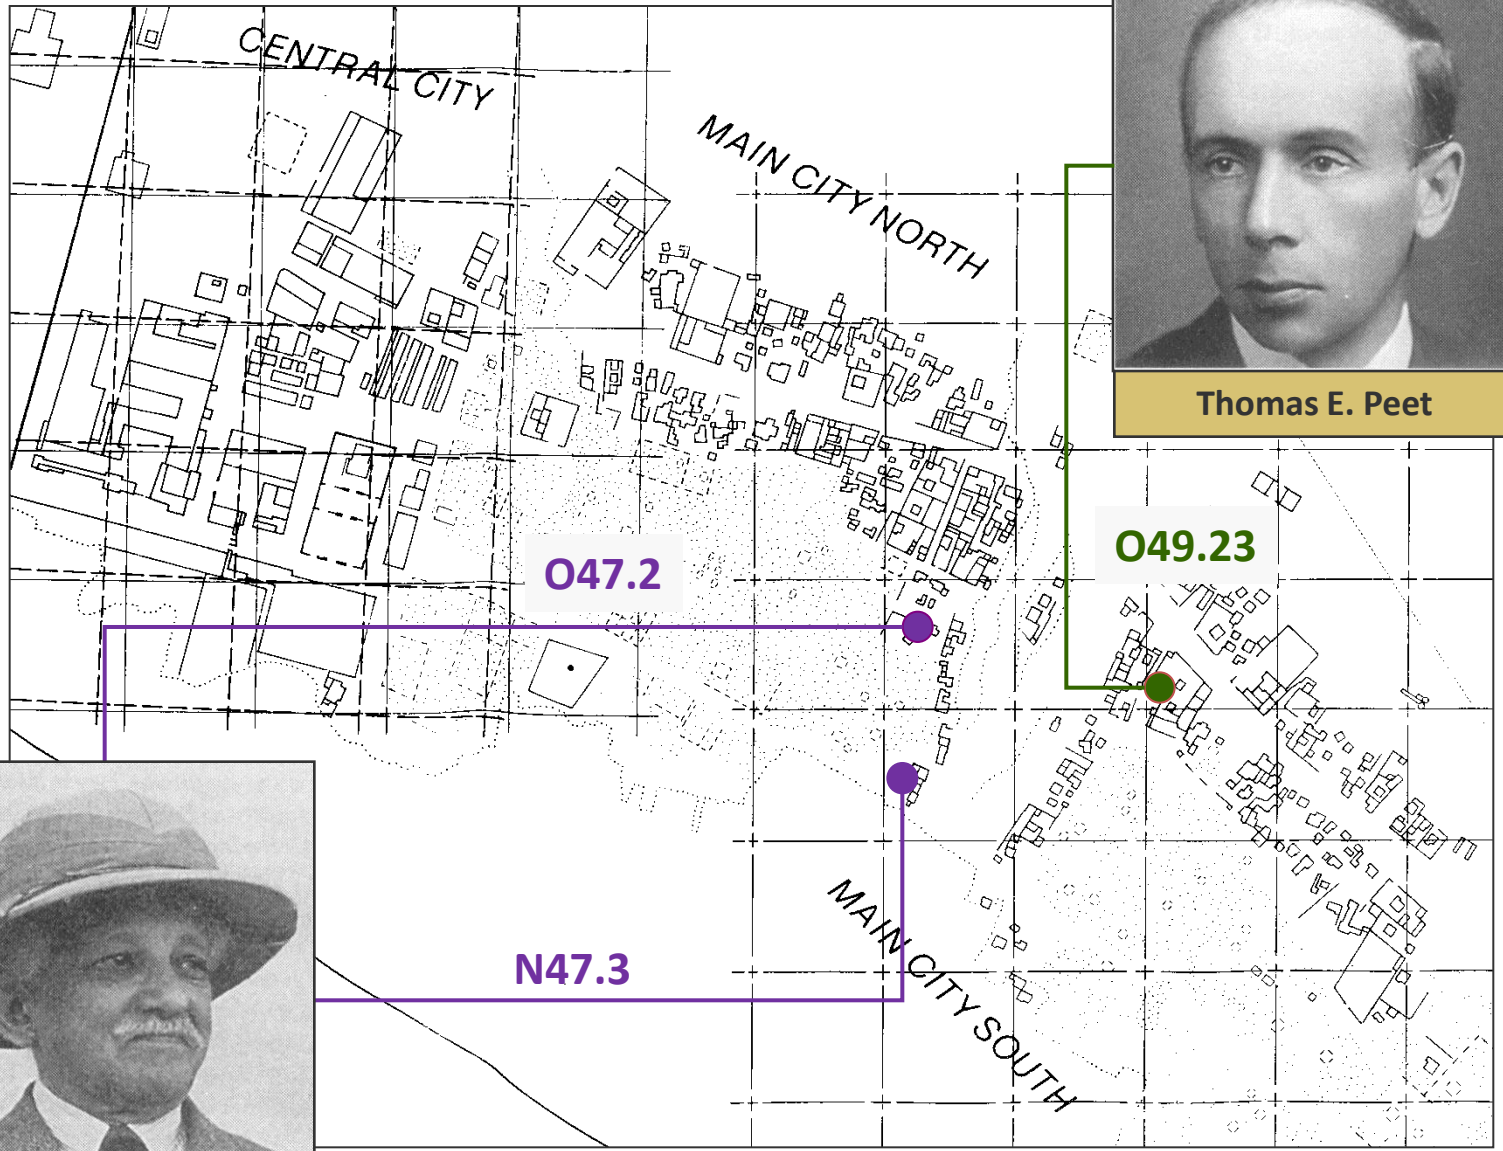 CENTRAL CITY
MAIN CITY NORTH
Thomas E. Peet
O47.2
O49.23
N47.3
MAIN CITY SOUTH